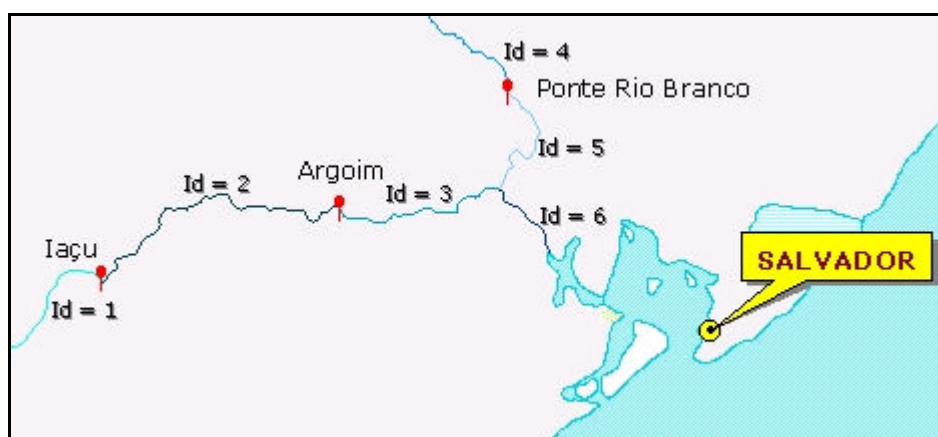 Id = 4
Ponte Rio Branco
Id = 5
Argoim
Id = 2
Id = 3
Id = 6
Iaçu
SALVADOR
Id = 1